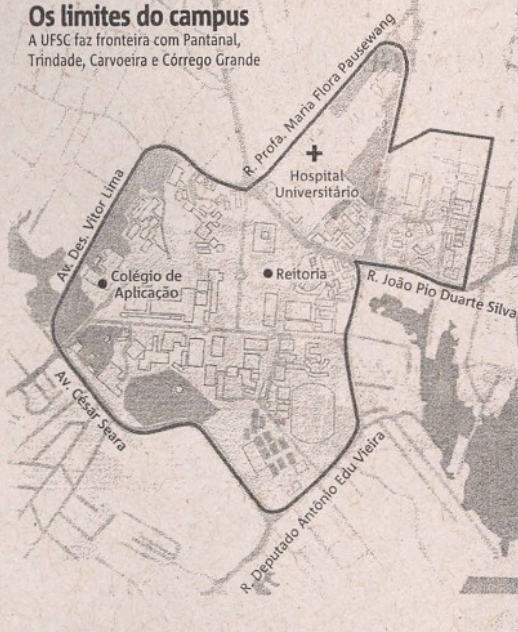 Os limites do campus
A UFSC faz fronteira com Pantanal,
Trindade, Carvoeira e Córrego Grande
R. Profa. Maria Flora Pausewang
Hospital
Universitário
Av. Des. Vitor Lima
Colégio de
Aplicação
Reitoria
R. João Pio Duarte Silva
Av. César Seara
R. Deputado Antônio Edu Vieira